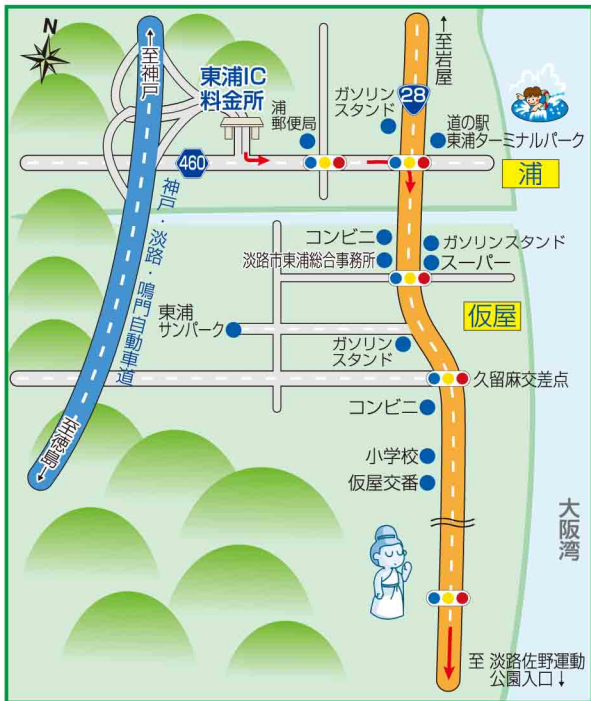 N
←至神戸
東浦IC
料金所
浦
郵便局
ガソリン
スタンド
←至岩屋
28
道の駅
東浦ターミナルパーク
460
浦
神戸・淡路・鳴門自動車道
コンビニ
ガソリンスタンド
淡路市東浦総合事務所
スーパー
仮屋
東浦
サンパーク
ガソリン
スタンド
久留麻交差点
コンビニ
至徳島→
小学校
仮屋交番
大阪湾
至 淡路佐野運動
公園入口↓